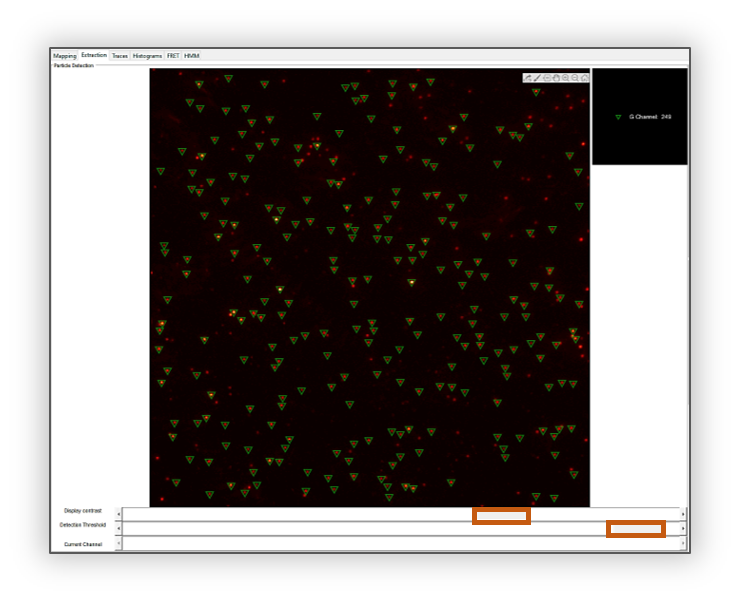 Mapping Extraction Traces Histograms FRET HMM
Particle Detection
G Channel 249
Display contrast
Detection Threshold
Current Channel